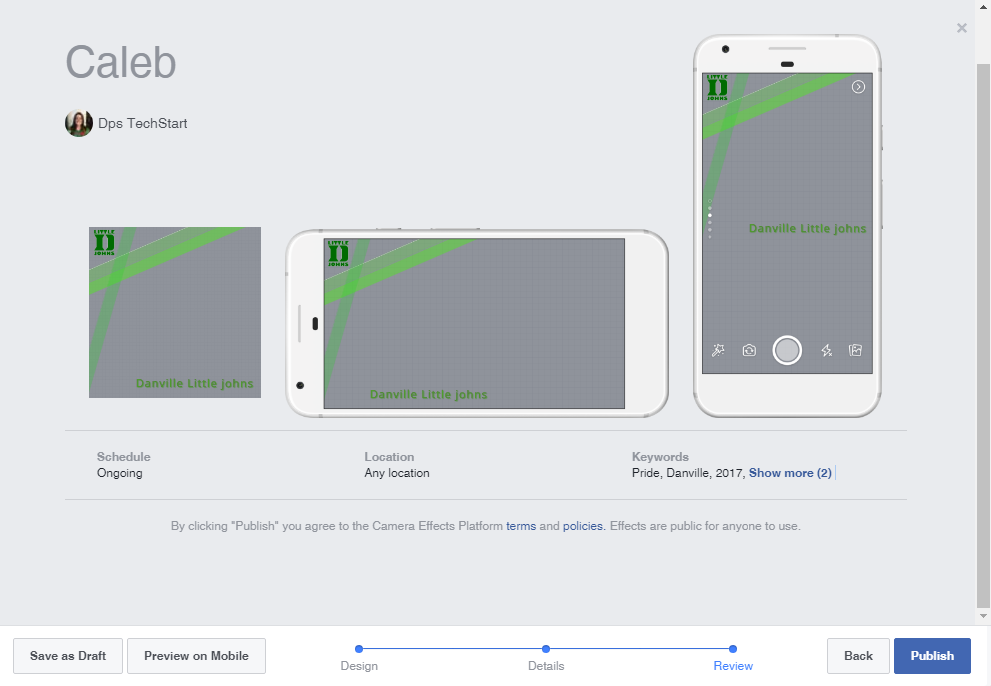 Caleb
Dps TechStart
LITTLE
D
JOHNS
Danville Little johns
LITTLE
D
JOHNS
Danville Little johns
LITTLE
D
JOHNS
Danville Little johns
Schedule
Ongoing
Location
Any location
Keywords
Pride, Danville, 2017, Show more (2)
By clicking "Publish" you agree to the Camera Effects Platform terms and policies. Effects are public for anyone to use.
Save as Draft
Preview on Mobile
Design
Details
Review
Back
Publish